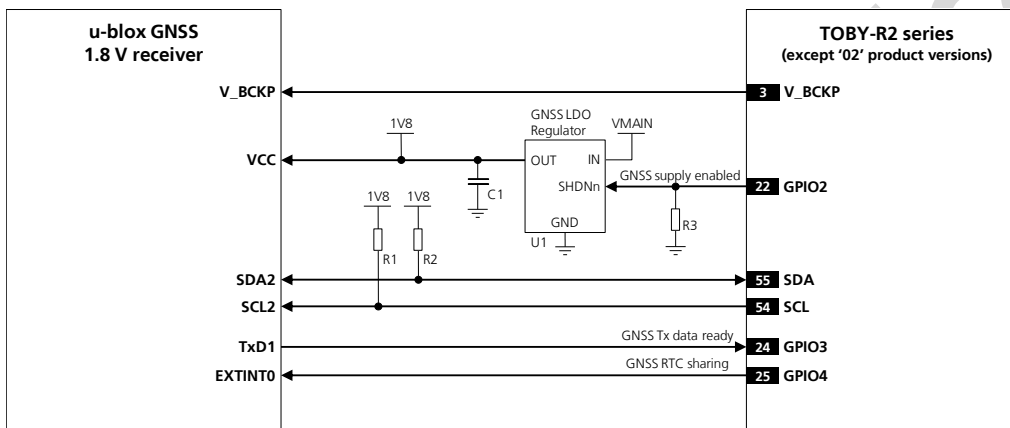 u-blox GNSS
1.8 V receiver
TOBY-R2 series
(except ‘02’ product versions)
V_BCKP
3 V_BCKP
GNSS LDO
Regulator
VMAIN
1V8
VCC
OUT
IN
GNSS supply enabled
SHDNn
22 GPIO2
C1
1V8
1V8
GND
R3
U1
R1
R2
SDA2
55 SDA
SCL2
54 SCL
GNSS Tx data ready
TxD1
24 GPIO3
GNSS RTC sharing
EXTINT0
25 GPIO4